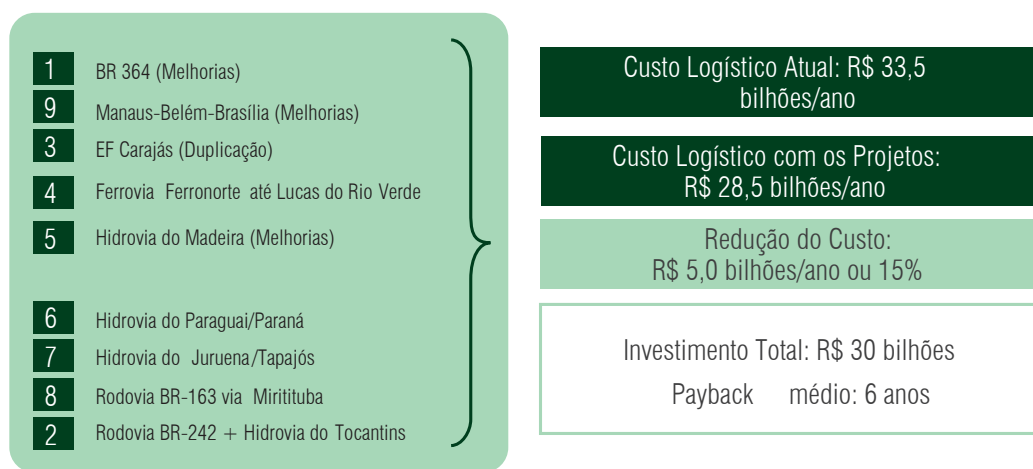 1 BR 364 (Melhorias)
9 Manaus-Belém-Brasília (Melhorias)
3 EF Carajás (Duplicação)
4 Ferrovia Ferronorte até Lucas do Rio Verde
5 Hidrovia do Madeira (Melhorias)
6 Hidrovia do Paraguai/Paraná
7 Hidrovia do Juruena/Tapajós
8 Rodovia BR-163 via Miritituba
2 Rodovia BR-242 + Hidrovia do Tocantins
Custo Logístico Atual: R$ 33,5
bilhões/ano
Custo Logístico com os Projetos:
R$ 28,5 bilhões/ano
Redução do Custo:
R$ 5,0 bilhões/ano ou 15%
Investimento Total: R$ 30 bilhões
Payback médio: 6 anos